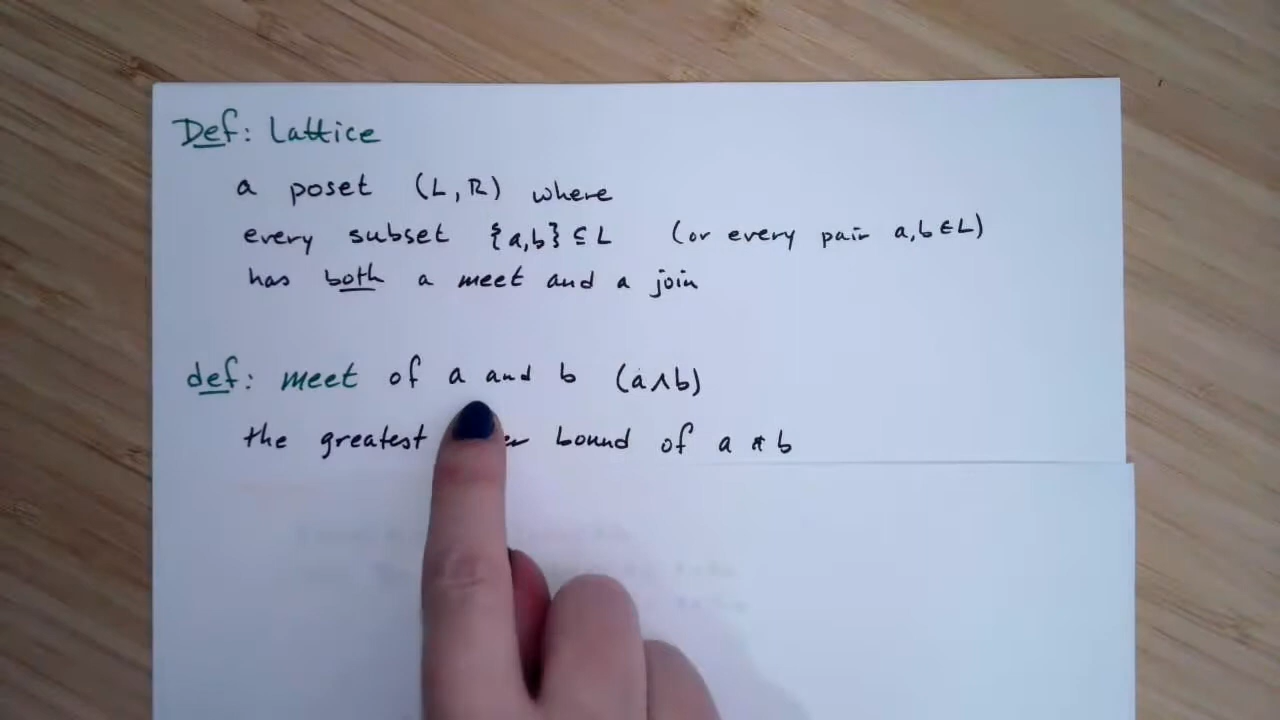 Def: Lattice
a poset (L, R) where
every subset {a,b} ⊆ L (or every pair a,b ∈ L)
has both a meet and a join
def: meet of a and b (a ∧ b)
the greatest bound of a & b